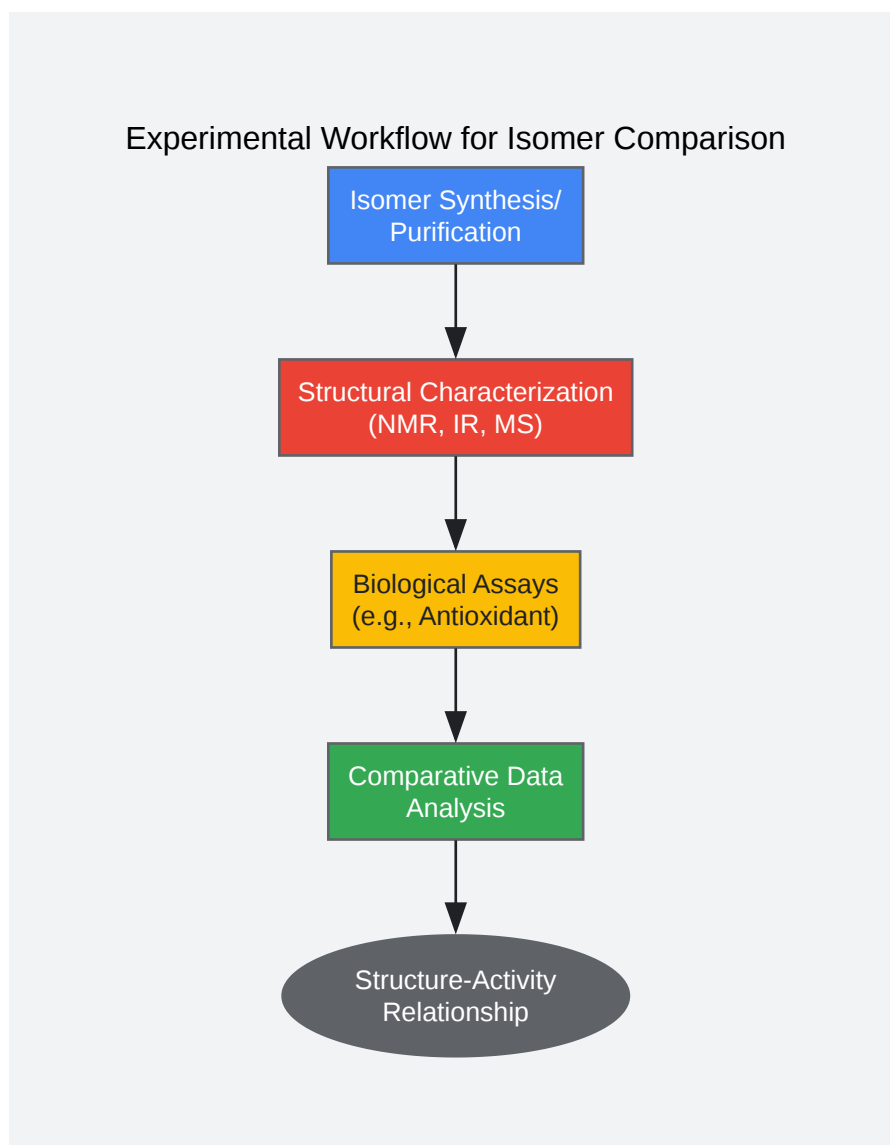 Experimental Workflow for Isomer Comparison
Isomer Synthesis/
Purification
Structural Characterization
(NMR, IR, MS)
Biological Assays
(e.g., Antioxidant)
Comparative Data
Analysis
Structure-Activity
Relationship